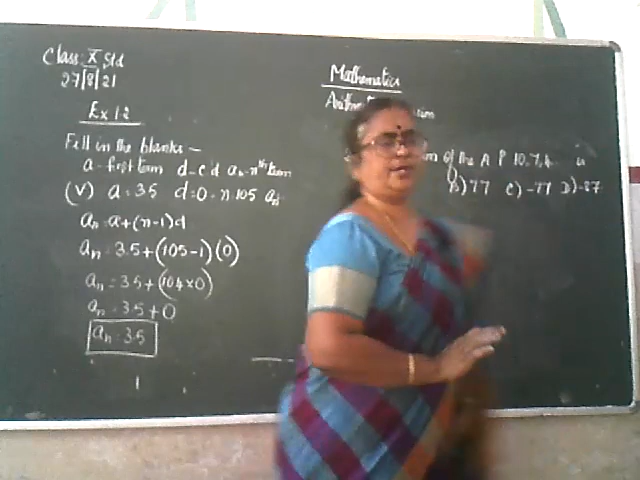 Class: X Std
27|8|21
Ex 1.2
Fill in the blanks -
a - first term d - c.d an - nth term
(V) a = 3.5 d = 0 n = 105 an
an = a + (n-1)d
an = 3.5 + (105-1)(0)
an = 3.5 + (104×0)
an = 3.5 + 0
an = 3.5
Mathematics
of the A P 10,7,4 is
B) 77 C) -77 D) -87